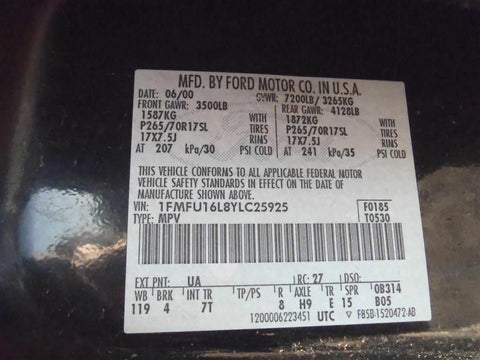 MFD. BY FORD MOTOR CO. IN U.S.A.
DATE: 06/00 GVWR: 7200LB/ 3265KG
FRONT GAWR: 3500LB REAR GAWR: 4128LB
1587KG WITH 1872KG WITH
P265/70R17SL TIRES P265/70R17SL TIRES
17X7.5J RINS 17X7.5J RINS
AT 207 kPa/30 PSI COLD AT 241 kPa/35 PSI COLD
THIS VEHICLE CONFORMS TO ALL APPLICABLE FEDERAL MOTOR
VEHICLE SAFETY STANDARDS IN EFFECT ON THE DATE OF
MANUFACTURE SHOWN ABOVE.
VIN: 1FMFU16L8YLC25925 F0185
TYPE: MPV T0530
EXT PNT: UA RC: 27 DSO:
WB BRK INT TR TP/PS R AXLE TR SPR 0B314
119 4 7T 8 H9 E 15 B05
1200006223451 UTC F85B-1520472-AB